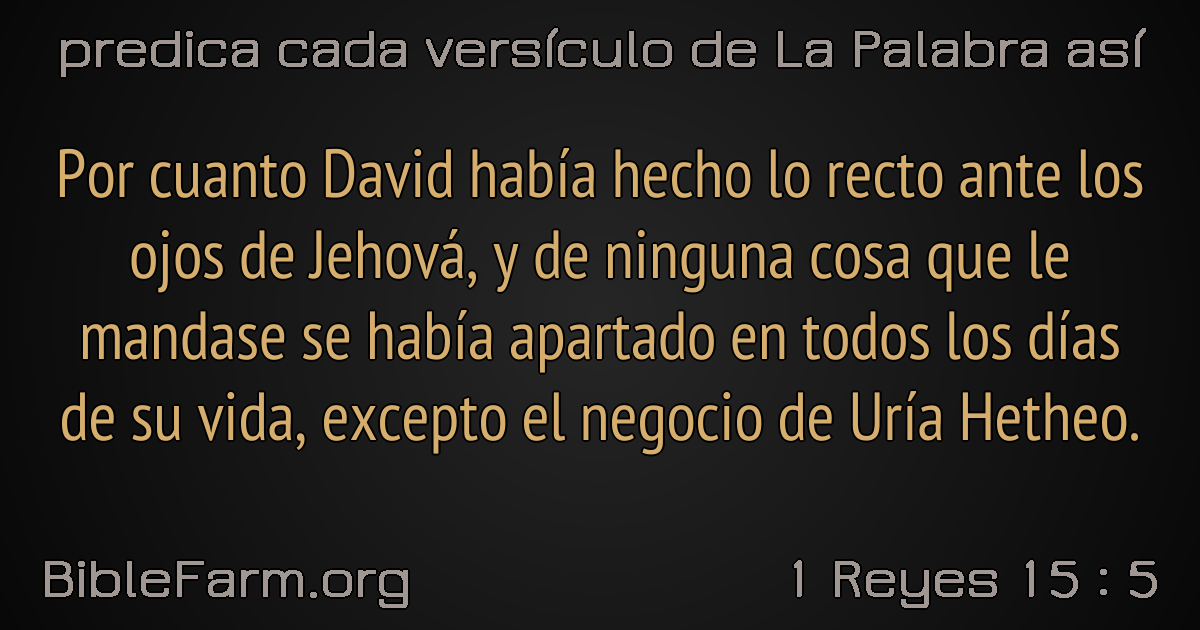 predica cada versículo de La Palabra así
Por cuanto David había hecho lo recto ante los
ojos de Jehová, y de ninguna cosa que le
mandase se había apartado en todos los días
de su vida, excepto el negocio de Uría Hetheo.
BibleFarm.org
1 Reyes 15 : 5